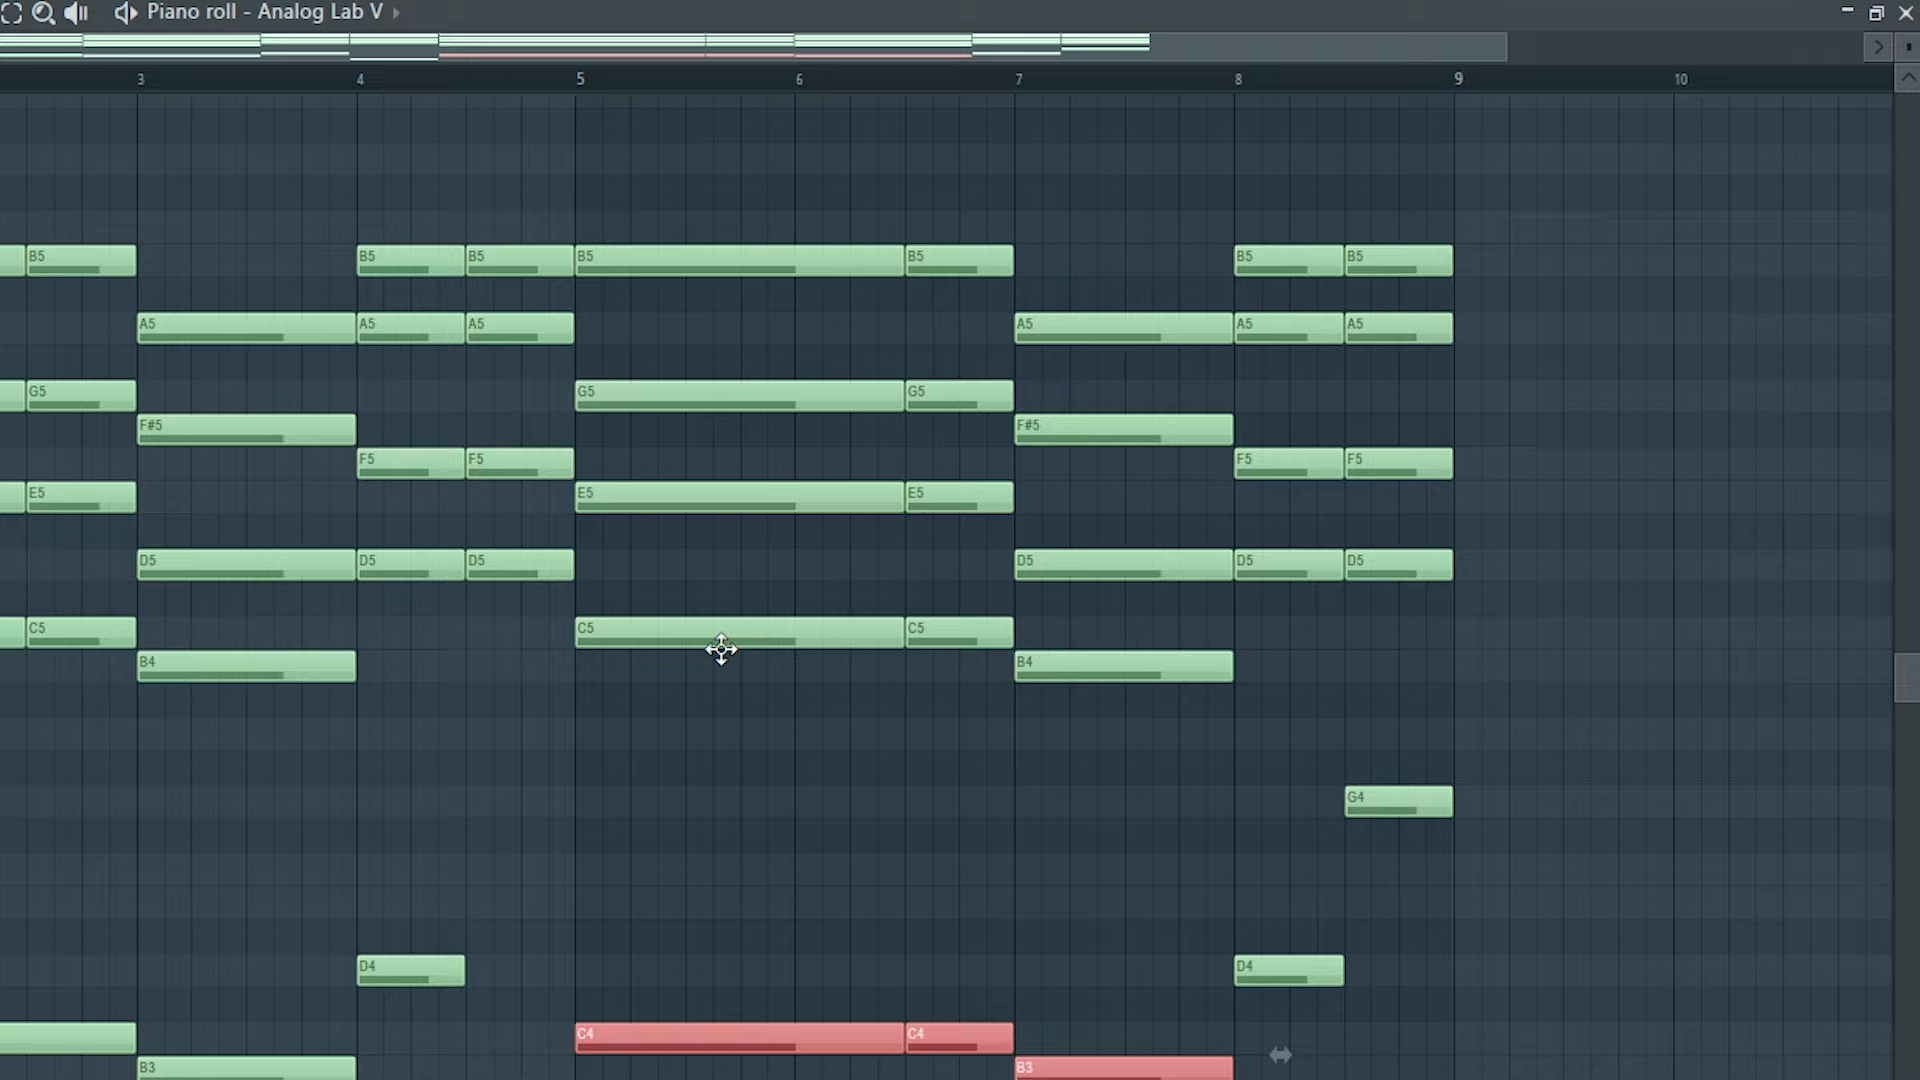 Piano roll - Analog Lab V
3 4 5 6 7 8 9 10
B5 B5 B5 B5 B5 B5 B5
A5 A5 A5 A5 A5 A5
G5 G5 G5
F#5 F#5
F5 F5 F5 F5
E5 E5 E5
D5 D5 D5 D5 D5 D5
C5 C5 C5
B4 B4
G4
D4 D4
C4 C4
B3 B3